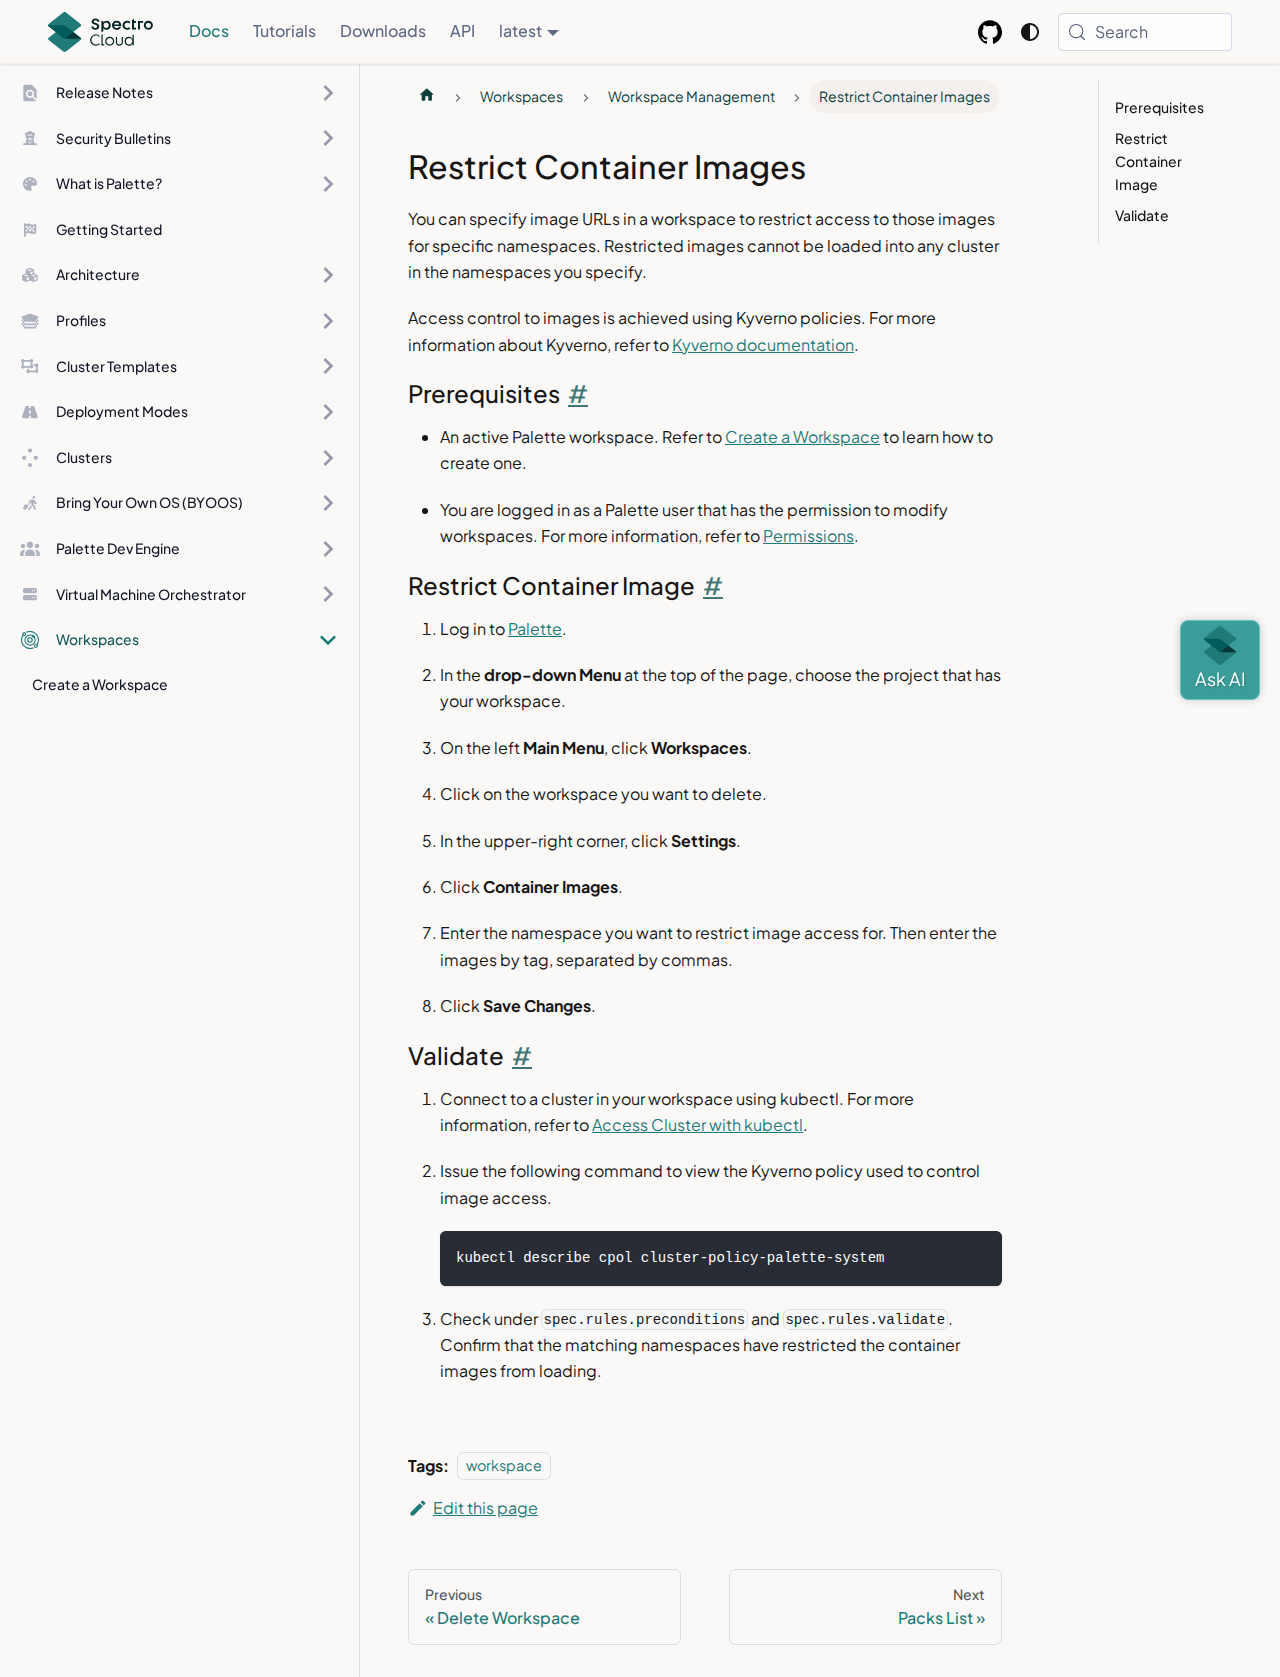 Spectro
Cloud
Docs
Tutorials
Downloads
API
latest
Search
Release Notes
Security Bulletins
What is Palette?
Getting Started
Architecture
Profiles
Cluster Templates
Deployment Modes
Clusters
Bring Your Own OS (BYOOS)
Palette Dev Engine
Virtual Machine Orchestrator
Workspaces
Create a Workspace
Workspaces
Workspace Management
Restrict Container Images
Restrict Container Images
You can specify image URLs in a workspace to restrict access to those images
for specific namespaces. Restricted images cannot be loaded into any cluster
in the namespaces you specify.
Access control to images is achieved using Kyverno policies. For more
information about Kyverno, refer to Kyverno documentation.
Prerequisites #
An active Palette workspace. Refer to Create a Workspace to learn how to
create one.
You are logged in as a Palette user that has the permission to modify
workspaces. For more information, refer to Permissions.
Restrict Container Image #
1. Log in to Palette.
2. In the drop-down Menu at the top of the page, choose the project that has
your workspace.
3. On the left Main Menu, click Workspaces.
4. Click on the workspace you want to delete.
5. In the upper-right corner, click Settings.
6. Click Container Images.
7. Enter the namespace you want to restrict image access for. Then enter the
images by tag, separated by commas.
8. Click Save Changes.
Validate #
1. Connect to a cluster in your workspace using kubectl. For more
information, refer to Access Cluster with kubectl.
2. Issue the following command to view the Kyverno policy used to control
image access.
kubectl describe cpol cluster-policy-palette-system
3. Check under spec.rules.preconditions and spec.rules.validate.
Confirm that the matching namespaces have restricted the container
images from loading.
Tags: workspace
Edit this page
Previous
« Delete Workspace
Next
Packs List »
Prerequisites
Restrict
Container
Image
Validate
Ask AI